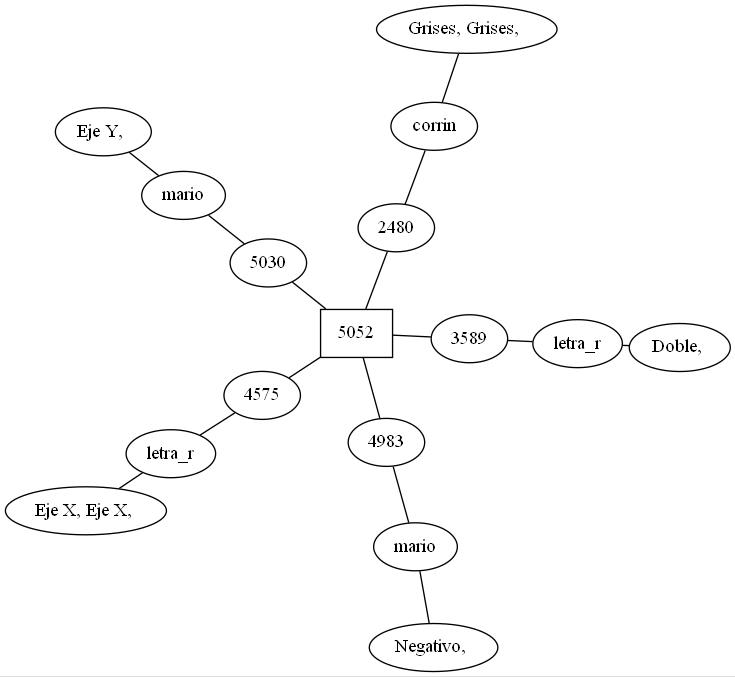 Grises, Grises,
corrin
Eje Y,
mario
2480
5030
5052
3589
letra_r
Doble,
4575
4983
letra_r
Eje X, Eje X,
mario
Negativo,